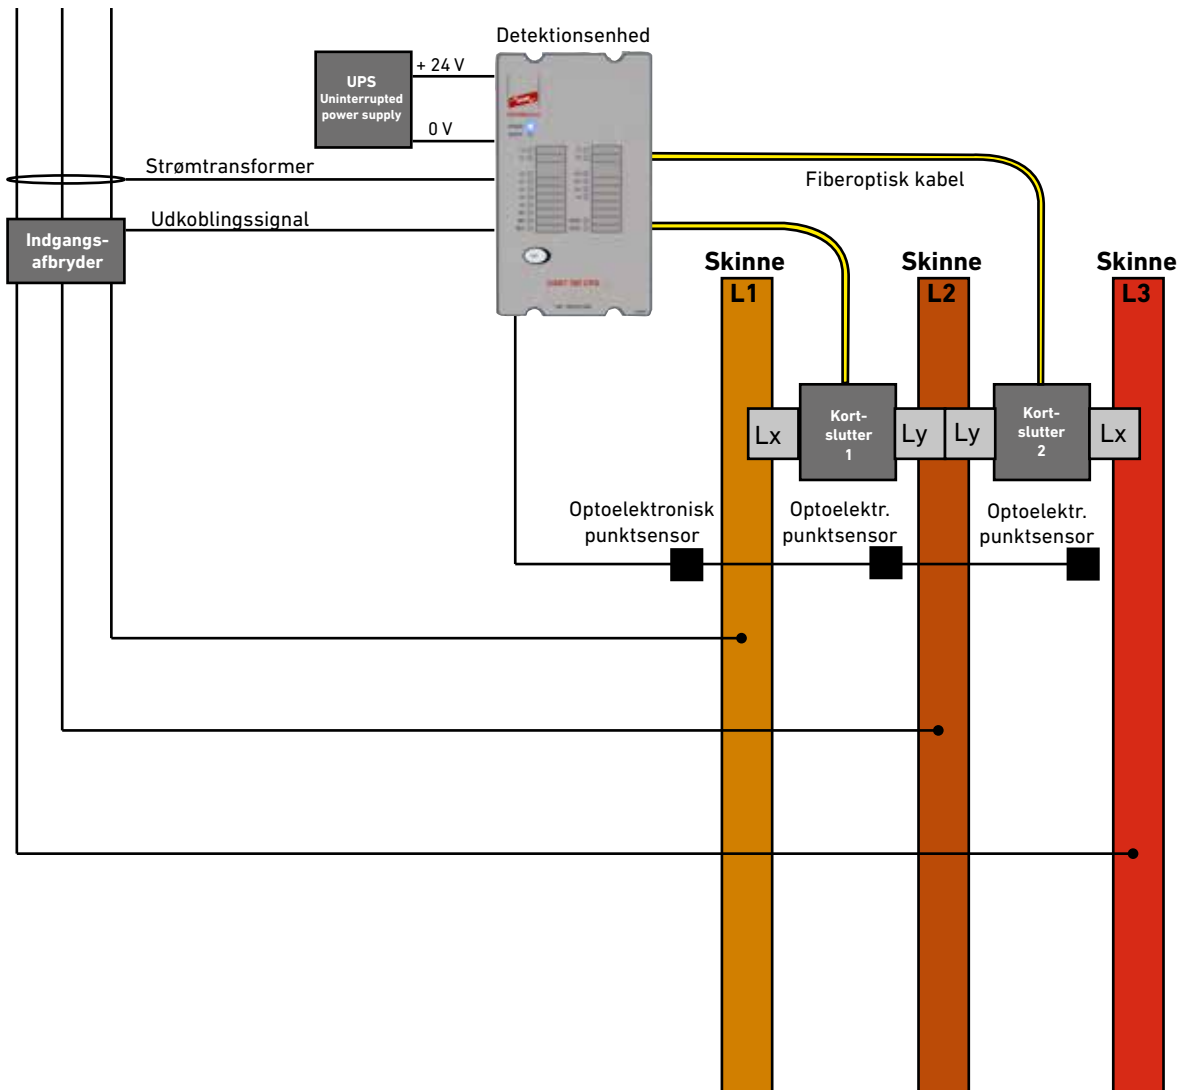 Detektionsenhed
UPS
Uninterrupted
power supply
+ 24 V
0 V
Strømtransformer
Udkoblingssignal
Fiberoptisk kabel
Indgangs-
afbryder
Skinne
L1
Skinne
L2
Skinne
L3
Lx
Kort-
slutter
1
Ly
Ly
Kort-
slutter
2
Lx
Optoelektronisk
punktsensor
Optoelektr.
punktsensor
Optoelektr.
punktsensor